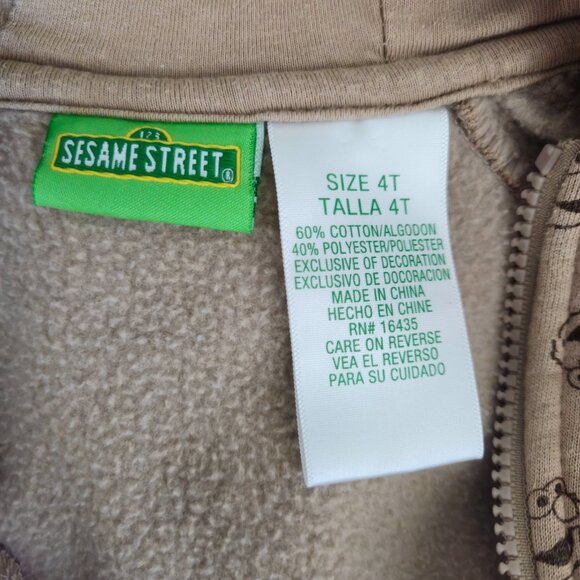 123
SESAME STREET®
SIZE 4T
TALLA 4T
60% COTTON/ALGODON
40% POLYESTER/POLIESTER
EXCLUSIVE OF DECORATION
EXCLUSIVO DE DOCORACION
MADE IN CHINA
HECHO EN CHINE
RN# 16435
CARE ON REVERSE
VEA EL REVERSO
PARA SU CUIDADO